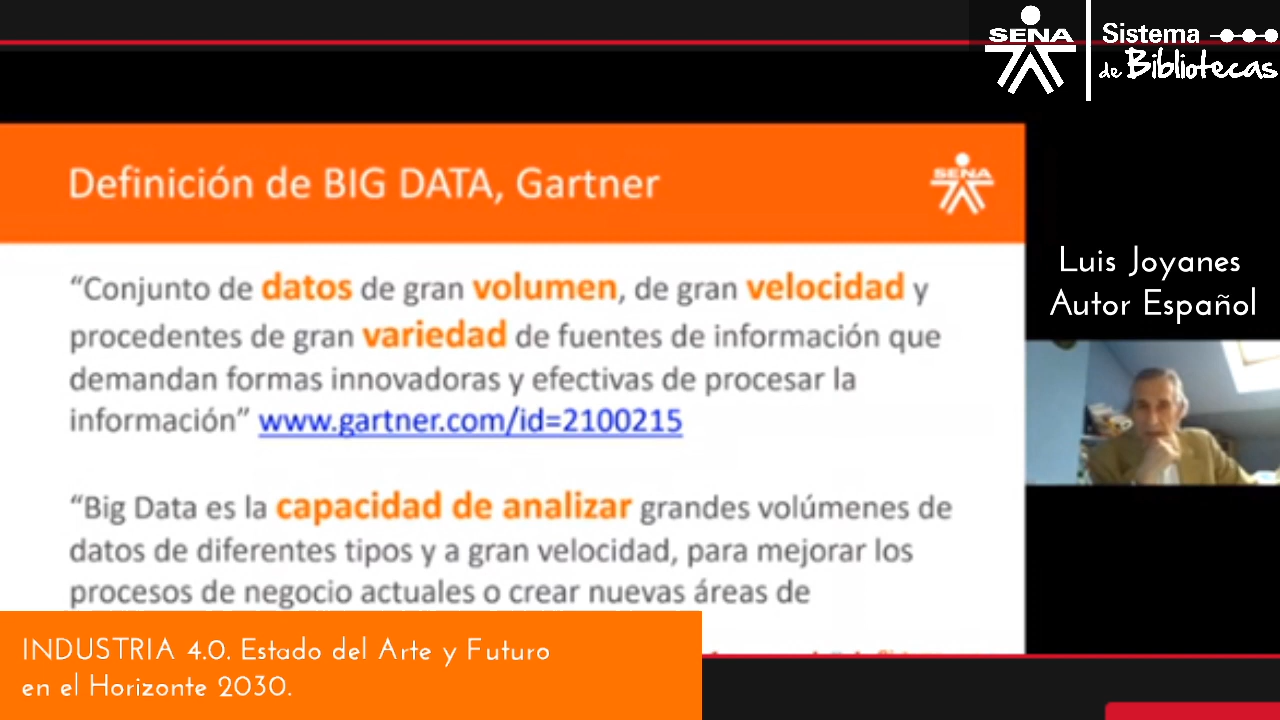 SENA
Sistema
de Bibliotecas
Definición de BIG DATA, Gartner
SENA
“Conjunto de datos de gran volumen, de gran velocidad y
procedentes de gran variedad de fuentes de información que
demandan formas innovadoras y efectivas de procesar la
información” www.gartner.com/id=2100215
“Big Data es la capacidad de analizar grandes volúmenes de
datos de diferentes tipos y a gran velocidad, para mejorar los
procesos de negocio actuales o crear nuevas áreas de
Luis Joyanes
Autor Español
INDUSTRIA 4.0. Estado del Arte y Futuro
en el Horizonte 2030.